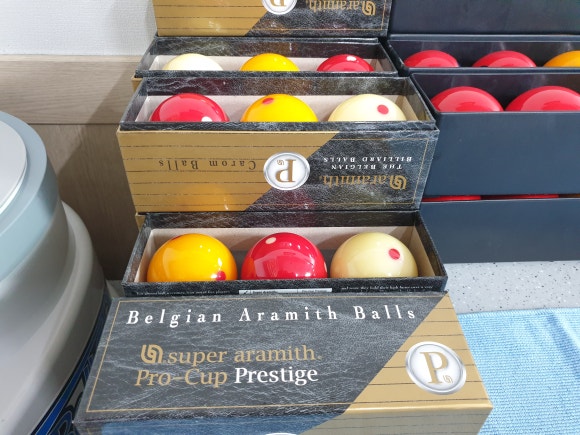 aramith
Carom Balls
P
aramith
THE BELGIAN
BILLIARD BALLS
Belgian Aramith Balls
super aramith
Pro-Cup Prestige
P